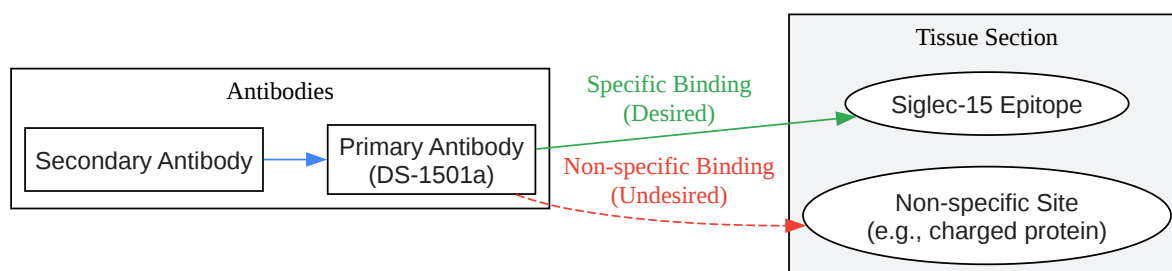 Antibodies
Secondary Antibody
Primary Antibody
(DS-1501a)
Specific Binding
(Desired)
Non-specific Binding
(Undesired)
Tissue Section
Siglec-15 Epitope
Non-specific Site
(e.g., charged protein)